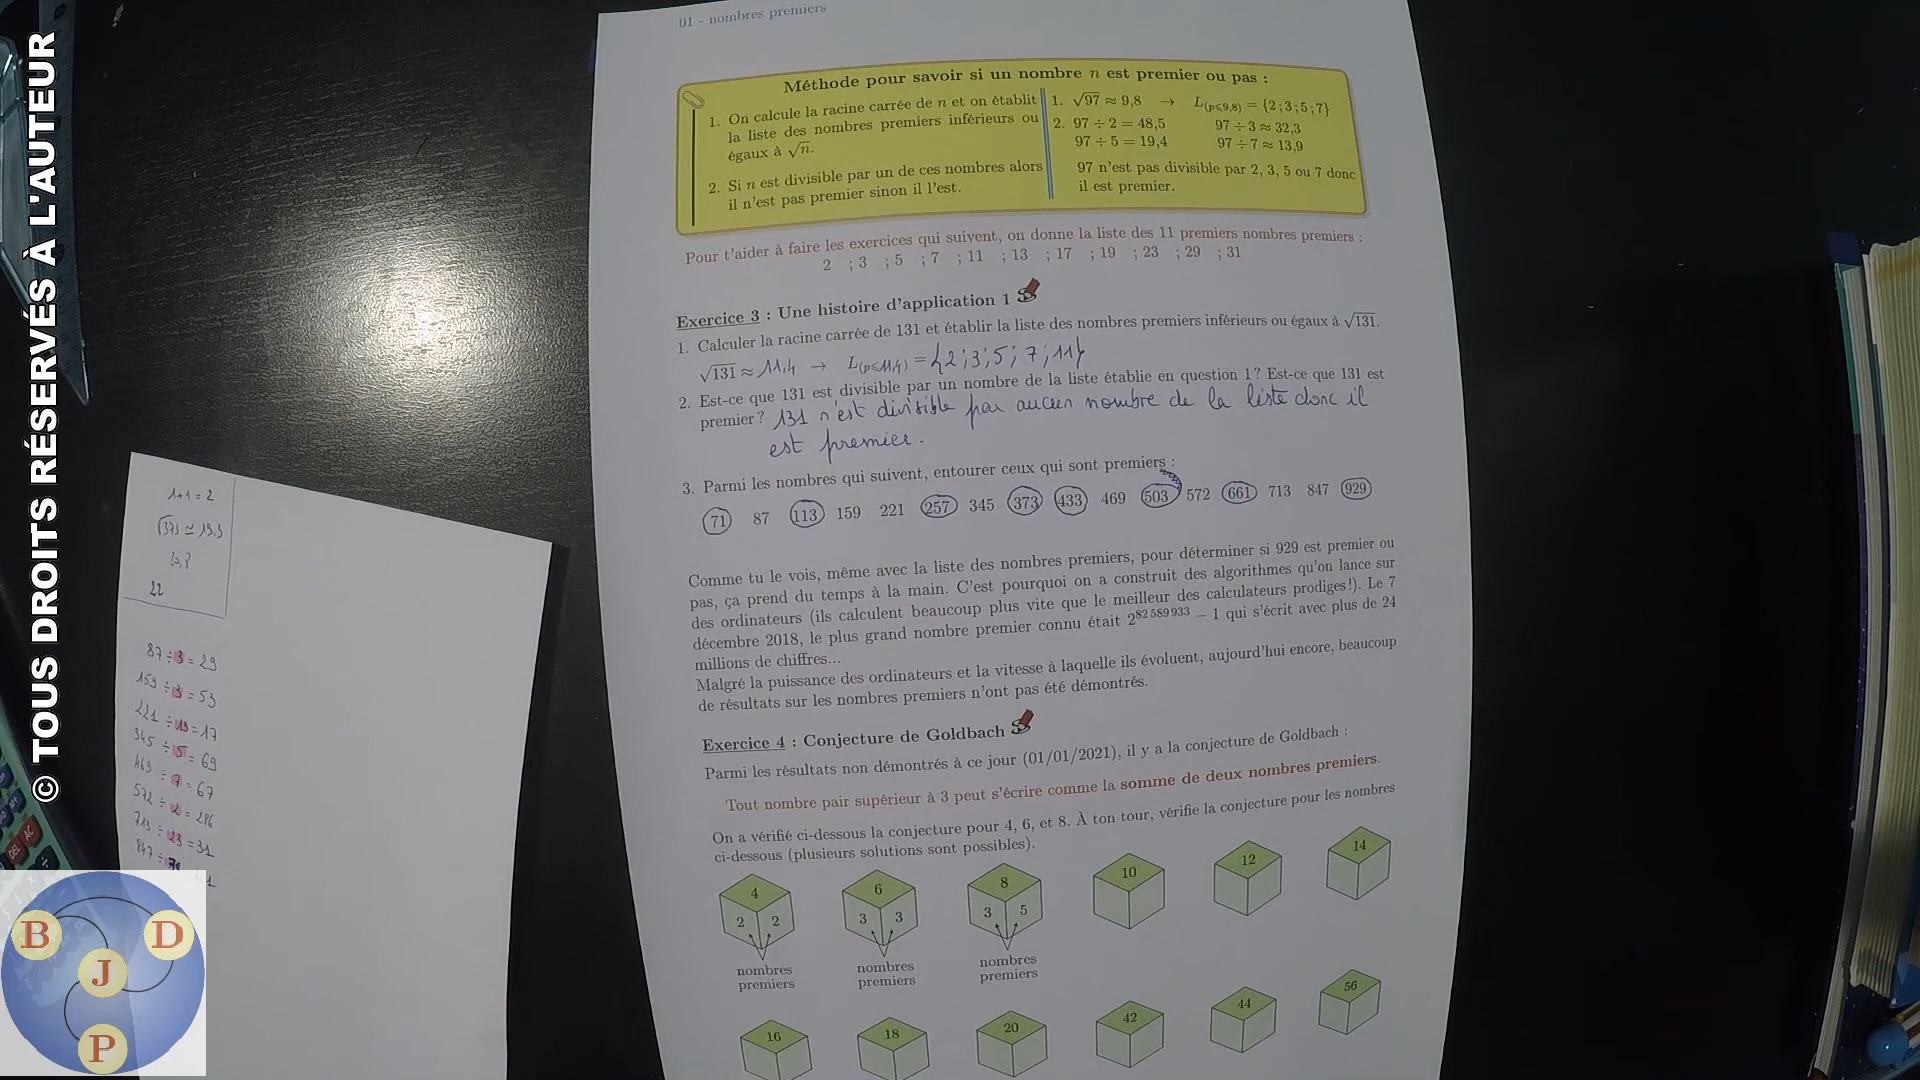 © TOUS DROITS RÉSERVÉS À L'AUTEUR
01 - nombres premiers
Méthode pour savoir si un nombre n est premier ou pas :
1. On calcule la racine carrée de n et on établit
la liste des nombres premiers inférieurs ou
égaux à √n.
2. Si n est divisible par un de ces nombres alors
il n'est pas premier sinon il l'est.
1. √97 ≈ 9,8 → L(p⩽9,8) = {2 ; 3 ; 5 ; 7}
2. 97 ÷ 2 = 48,5 97 ÷ 3 ≈ 32,3
97 ÷ 5 = 19,4 97 ÷ 7 ≈ 13,9
97 n'est pas divisible par 2, 3, 5 ou 7 donc
il est premier.
Pour t'aider à faire les exercices qui suivent, on donne la liste des 11 premiers nombres premiers :
2 ; 3 ; 5 ; 7 ; 11 ; 13 ; 17 ; 19 ; 23 ; 29 ; 31
Exercice 3 : Une histoire d'application 1
1. Calculer la racine carrée de 131 et établir la liste des nombres premiers inférieurs ou égaux à √131.
√131 ≈ 11,4 → L(p⩽11,4) = {2 ; 3 ; 5 ; 7 ; 11}
2. Est-ce que 131 est divisible par un nombre de la liste établie en question 1 ? Est-ce que 131 est
premier ? 131 n'est divisible par aucun nombre de la liste donc il
est premier.
3. Parmi les nombres qui suivent, entourer ceux qui sont premiers :
71 87 113 159 221 257 345 373 433 469 503 572 661 713 847 929
Comme tu le vois, même avec la liste des nombres premiers, pour déterminer si 929 est premier ou
pas, ça prend du temps à la main. C'est pourquoi on a construit des algorithmes qu'on lance sur
des ordinateurs (ils calculent beaucoup plus vite que le meilleur des calculateurs prodiges!). Le 7
décembre 2018, le plus grand nombre premier connu était 2^82 589 933 − 1 qui s'écrit avec plus de 24
millions de chiffres...
Malgré la puissance des ordinateurs et la vitesse à laquelle ils évoluent, aujourd'hui encore, beaucoup
de résultats sur les nombres premiers n'ont pas été démontrés.
Exercice 4 : Conjecture de Goldbach
Parmi les résultats non démontrés à ce jour (01/01/2021), il y a la conjecture de Goldbach :
Tout nombre pair supérieur à 3 peut s'écrire comme la somme de deux nombres premiers.
On a vérifié ci-dessous la conjecture pour 4, 6, et 8. À ton tour, vérifie la conjecture pour les nombres
ci-dessous (plusieurs solutions sont possibles).
4 6 8 10 12 14
2 2 3 3 3 5
nombres premiers
nombres premiers
nombres premiers
16 18 20 42 44 56
1+1 = 2
√373 ≃ 19,3
20,8
22
87 ÷ 3 = 29
159 ÷ 3 = 53
221 ÷ 13 = 17
345 ÷ 5 = 69
469 ÷ 7 = 67
572 ÷ 2 = 286
713 ÷ 23 = 31
847 ÷ 7
B D
J
P